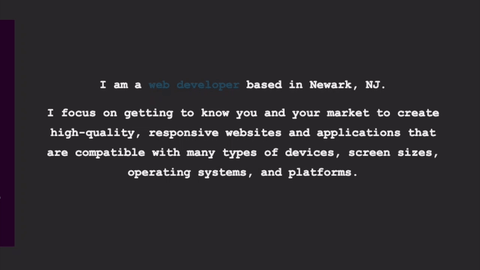 I am a web developer based in Newark, NJ.
I focus on getting to know you and your market to create
high-quality, responsive websites and applications that
are compatible with many types of devices, screen sizes,
operating systems, and platforms.